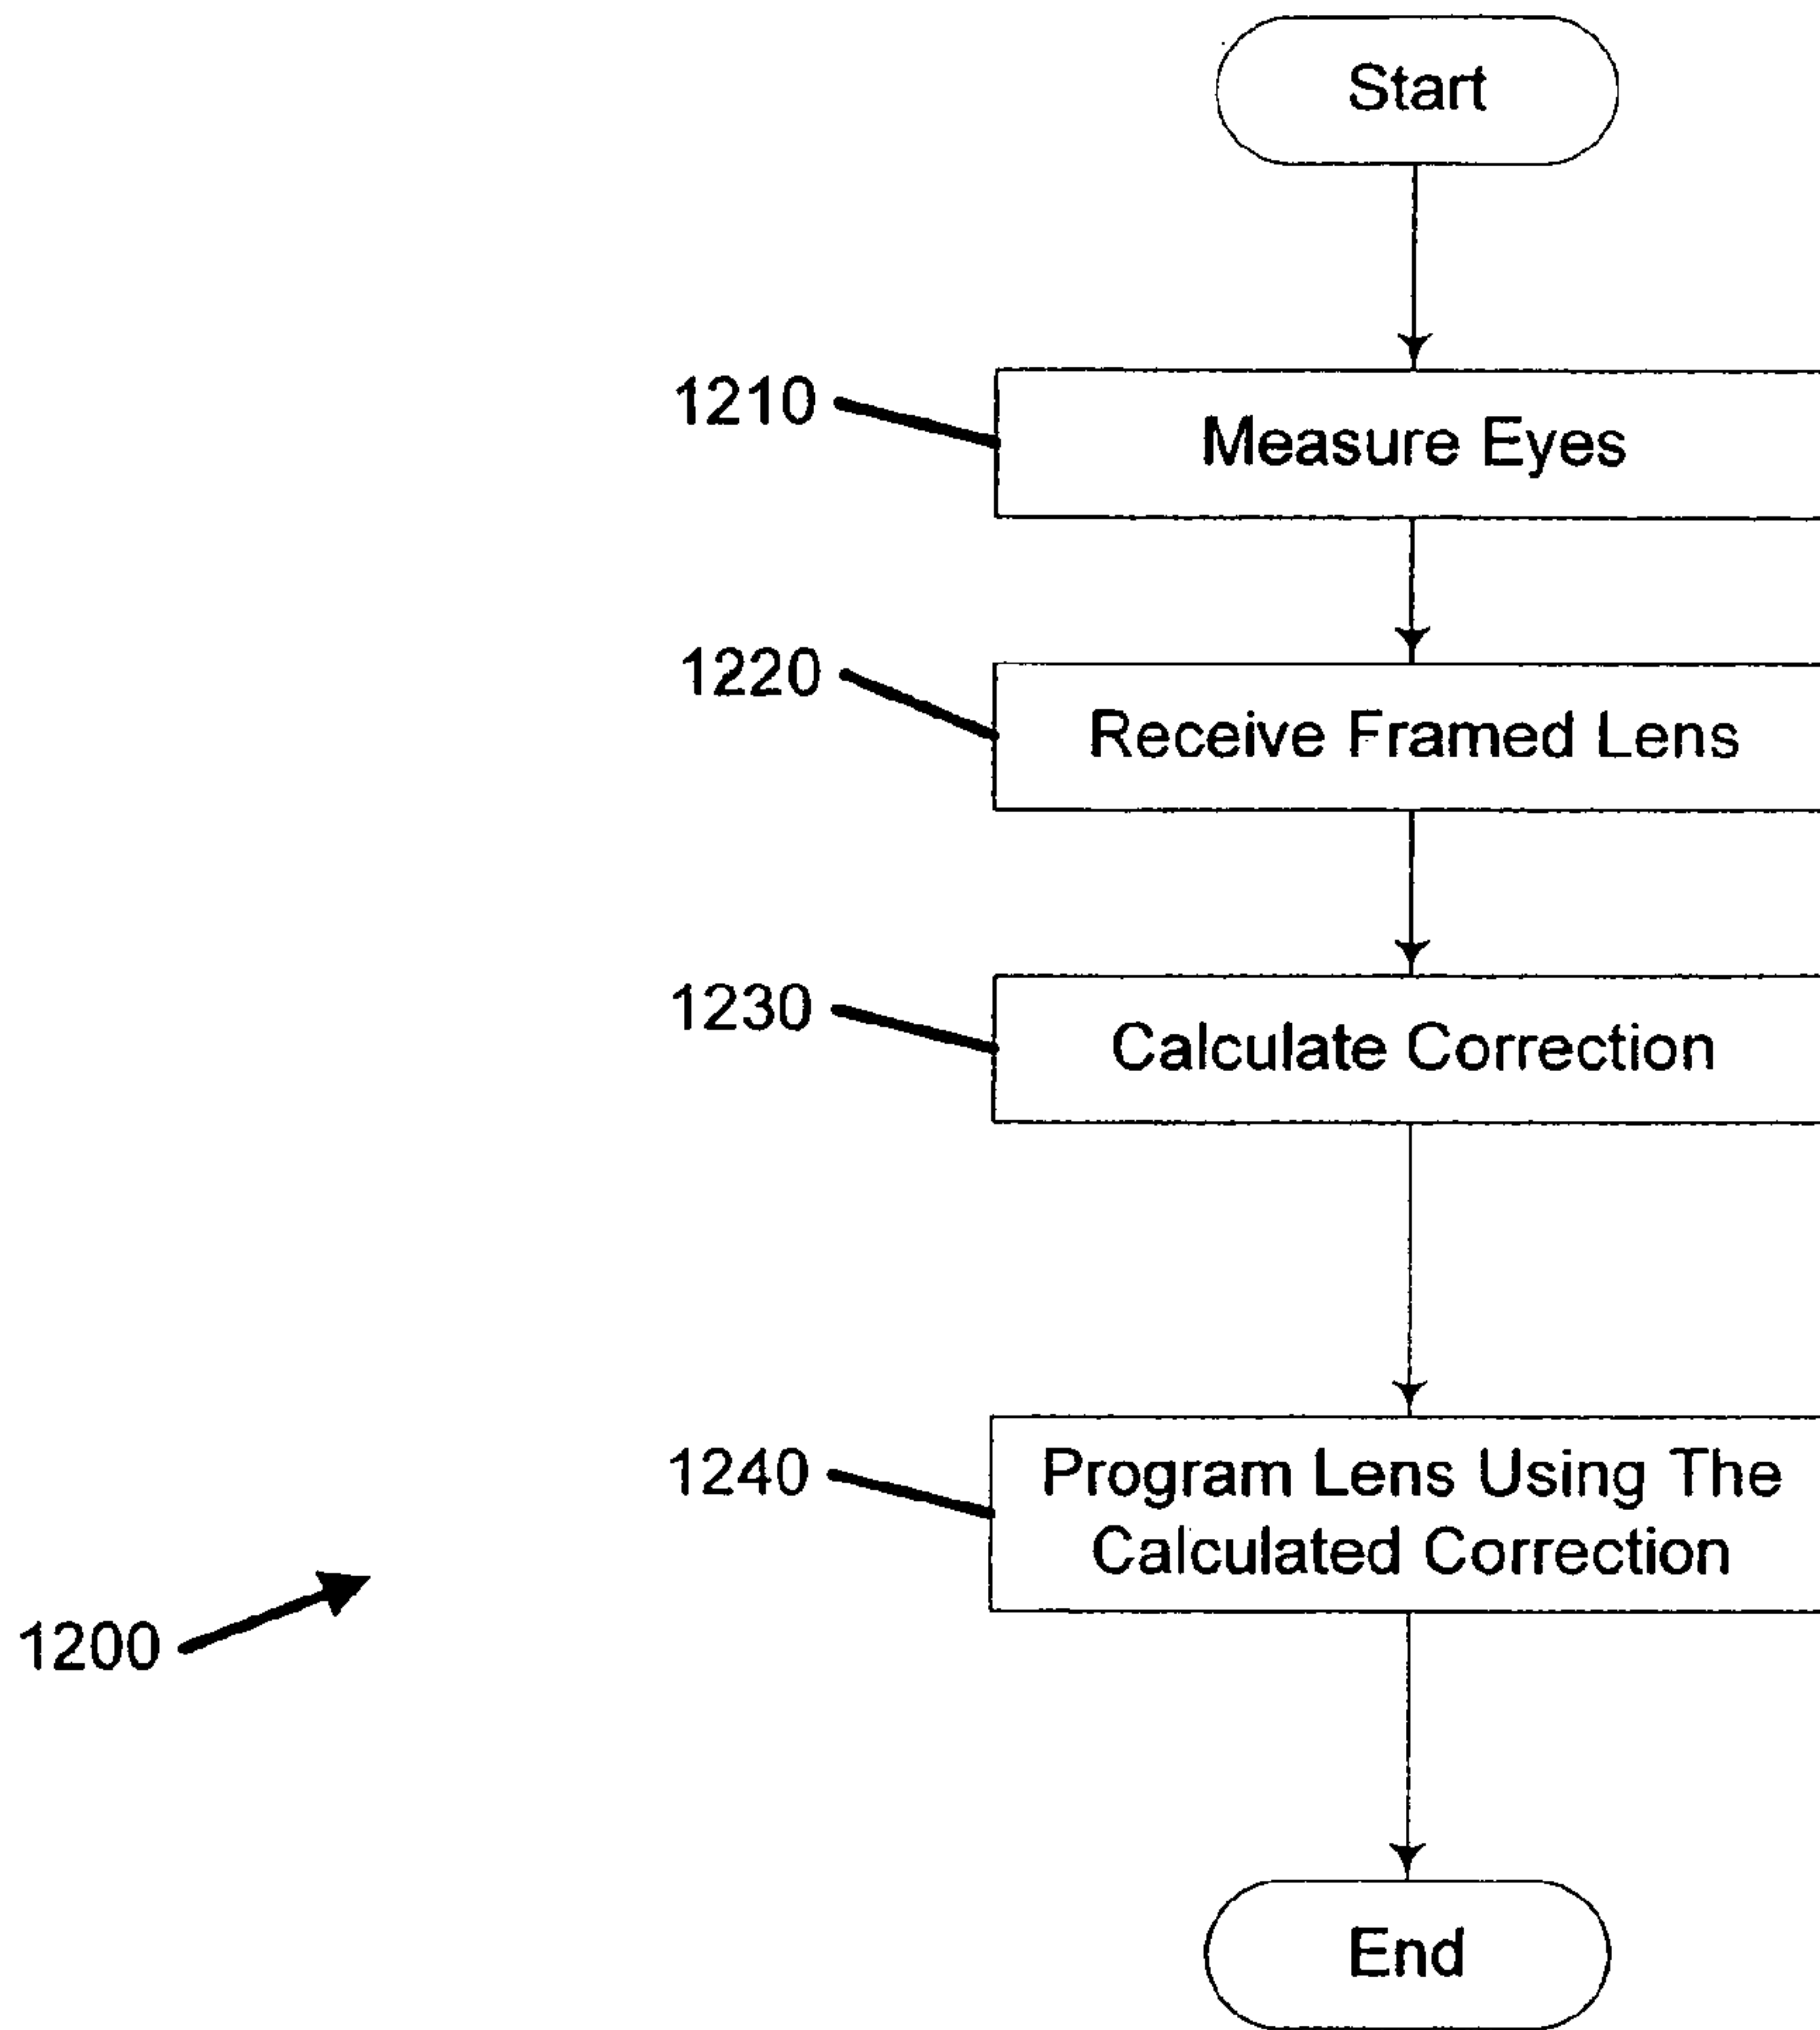 Start
1210
Measure Eyes
1220
Receive Framed Lens
1230
Calculate Correction
1240
Program Lens Using The
Calculated Correction
1200
End